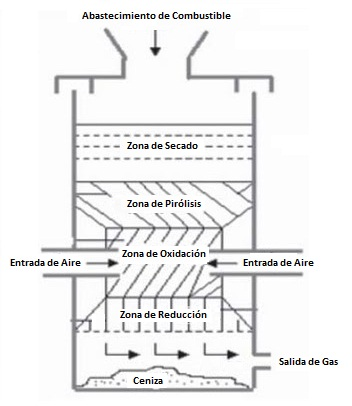 Abastecimiento de Combustible
Zona de Secado
Zona de Pirólisis
Zona de Oxidación
Entrada de Aire
Entrada de Aire
Zona de Reducción
Salida de Gas
Ceniza